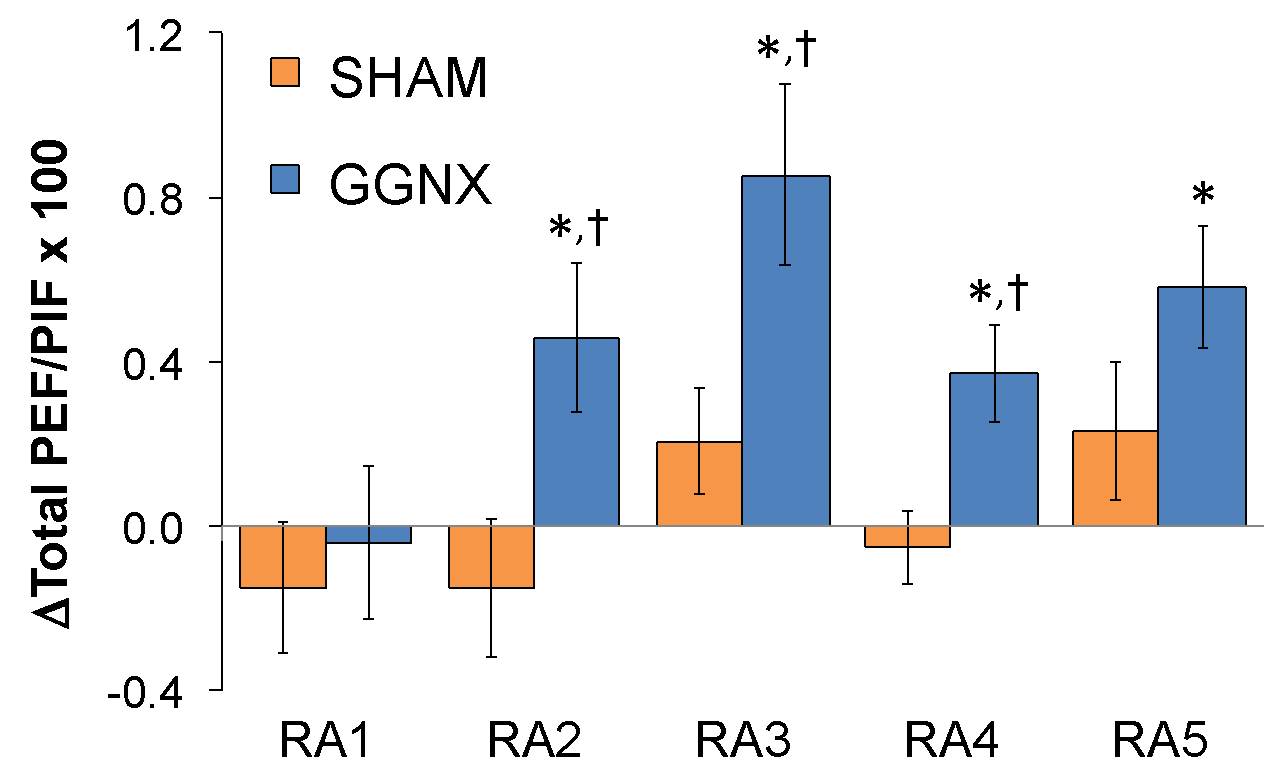 ΔTotal PEF/PIF x 100
1.2
0.8
0.4
0.0
-0.4
SHAM
GGNX
*,†
*,†
*,†
*
RA1 RA2 RA3 RA4 RA5